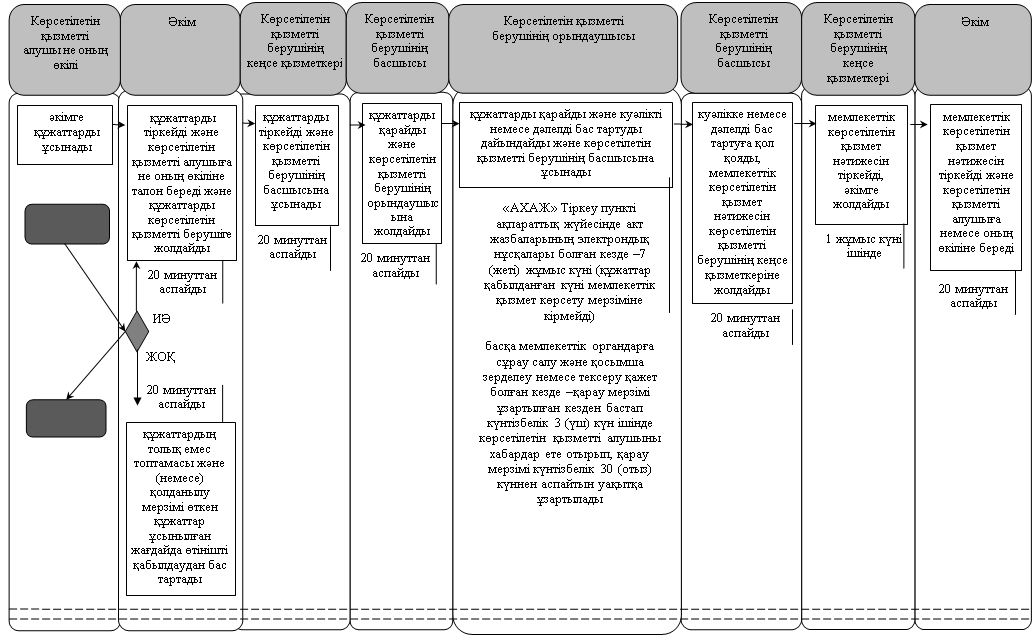 Көрсетілетін
қызметті
алушы не оның
өкілі
Әкім
Көрсетілетін
қызметті
берушінің
кеңсе қызметкері
Көрсетілетін
қызметті
берушінің
басшысы
Көрсетілетін қызметті
берушінің орындаушысы
Көрсетілетін
қызметті
берушінің
басшысы
Көрсетілетін
қызметті
берушінің
кеңсе
қызметкері
Әкім
әкімге
құжаттарды
ұсынады
құжаттарды
тіркейді және
көрсетілетін
қызметті алушыға
не оның өкіліне
талон береді және
құжаттарды
көрсетілетін
қызметті берушіге
жолдайды
20 минуттан
аспайды
ИӘ
ЖОҚ
20 минуттан
аспайды
құжаттардың
толық емес
топтамасы және
(немесе)
қолданылу
мерзімі өткен
құжаттар
ұсынылған
жағдайда өтінішті
қабылдаудан бас
тартады
құжаттарды
тіркейді және
көрсетілетін
қызметті
берушінің
басшысына
ұсынады
20 минуттан
аспайды
құжаттарды
қарайды
және
көрсетілетін
қызметті
берушінің
орындаушыс
ына
жолдайды
20 минуттан
аспайды
құжаттарды қарайды және куәлікті
немесе дәлелді бас тартуды
дайындайды және көрсетілетін
қызметті берушінің басшысына
ұсынады
«АХАЖ» Тіркеу пункті
ақпараттық жүйесінде акт
жазбаларының электрондық
нұсқалары болған кезде –7
(жеті) жұмыс күні (құжаттар
қабылданған күні мемлекеттік
қызмет көрсету мерзіміне
кірмейді)
басқа мемлекеттік органдарға
сұрау салу және қосымша
зерделеу немесе тексеру қажет
болған кезде –қарау мерзімі
ұзартылған кезден бастап
күнтізбелік 3 (үш) күн ішінде
көрсетілетін қызметті алушыны
хабардар ете отырып, қарау
мерзімі күнтізбелік 30 (отыз)
күннен аспайтын уақытқа
ұзартылады
куәлікке немесе
дәлелді бас
тартуға қол
қояды,
мемлекеттік
көрсетілетін
қызмет
нәтижесін
көрсетілетін
қызметті
берушінің кеңсе
қызметкеріне
жолдайды
20 минуттан
аспайды
мемлекеттік
көрсетілетін
қызмет
нәтижесін
тіркейді,
әкімге
жолдайды
1 жұмыс күні
ішінде
мемлекеттік
көрсетілетін
қызмет
нәтижесін
тіркейді және
көрсетілетін
қызметті
алушыға
немесе оның
өкіліне береді
20 минуттан
аспайды